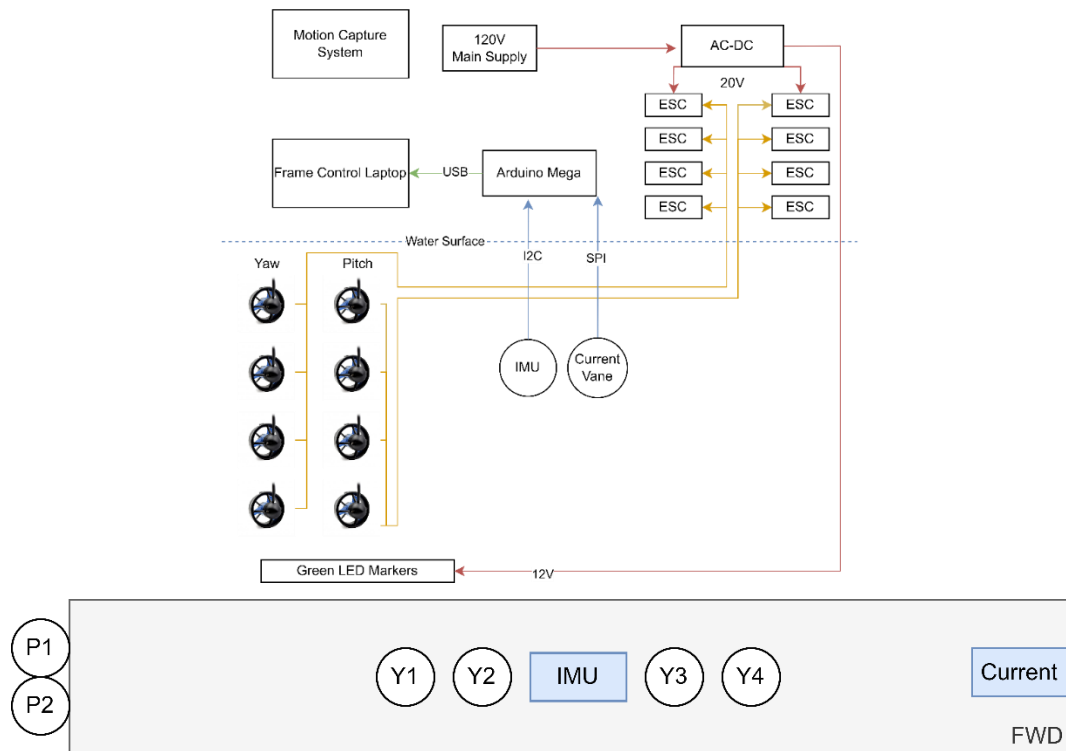 Motion Capture
System
120V
Main Supply
AC-DC
20V
ESC
ESC
ESC
ESC
ESC
ESC
ESC
ESC
Frame Control Laptop
USB
Arduino Mega
Water Surface
I2C
SPI
Yaw
Pitch
IMU
Current
Vane
Green LED Markers
12V
P1
P2
Y1
Y2
IMU
Y3
Y4
Current
FWD